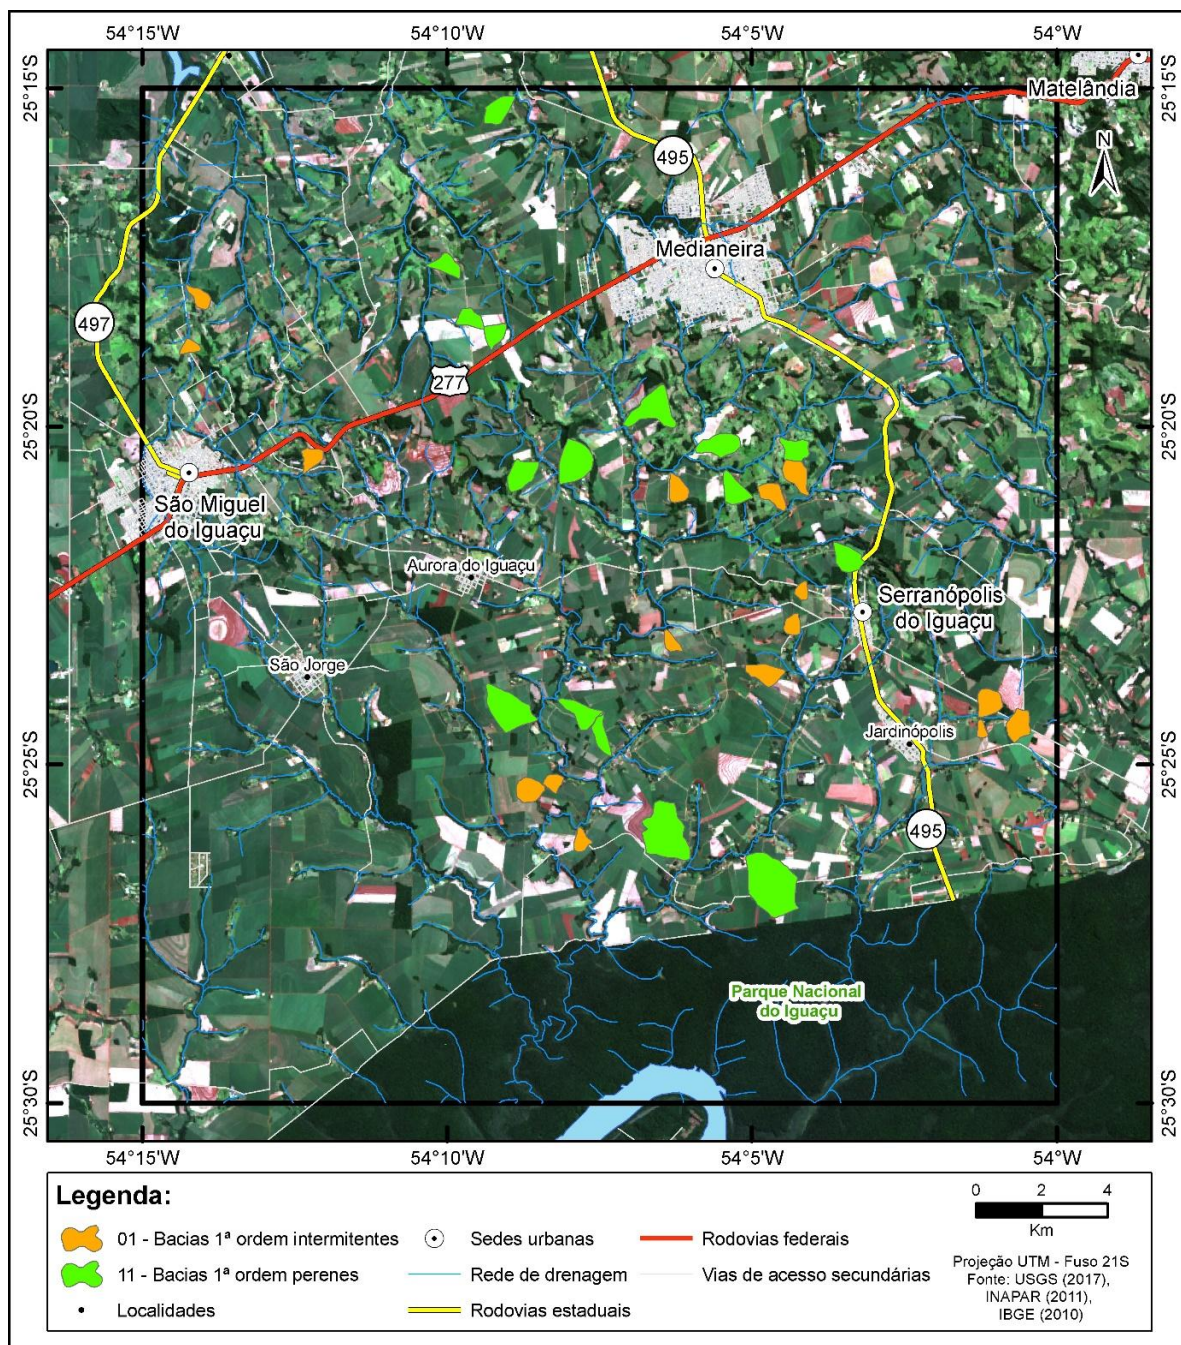 54°15'W
54°10'W
54°5'W
54°W
25°15'S
25°15'S
Matelândia
N
495
Medianeira
497
277
25°20'S
25°20'S
São Miguel
do Iguaçu
Aurora do Iguaçu
Serranópolis
do Iguaçu
São Jorge
Jardinópolis
25°25'S
25°25'S
495
Parque Nacional
do Iguaçu
25°30'S
25°30'S
54°15'W
54°10'W
54°5'W
54°W
Legenda:
01 - Bacias 1ª ordem intermitentes
11 - Bacias 1ª ordem perenes
Localidades
Sedes urbanas
Rede de drenagem
Rodovias estaduais
Rodovias federais
Vias de acesso secundárias
0 2 4
Km
Projeção UTM - Fuso 21S
Fonte: USGS (2017),
INAPAR (2011),
IBGE (2010)